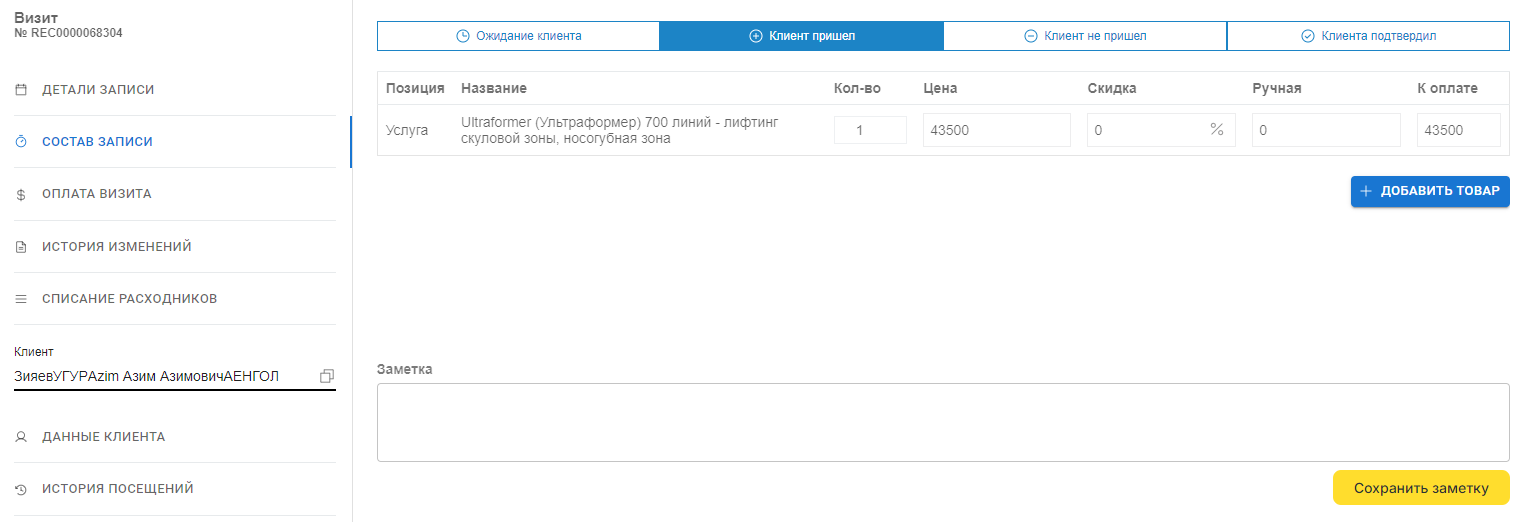 Визит
№ REC0000068304
ДЕТАЛИ ЗАПИСИ
СОСТАВ ЗАПИСИ
ОПЛАТА ВИЗИТА
ИСТОРИЯ ИЗМЕНЕНИЙ
СПИСАНИЕ РАСХОДНИКОВ
Клиент
ЗияевУГУРAzim Азим АзимовичАЕНГОЛ
ДАННЫЕ КЛИЕНТА
ИСТОРИЯ ПОСЕЩЕНИЙ
Ожидание клиента Клиент пришел Клиент не пришел Клиента подтвердил
Позиция Название Кол-во Цена Скидка Ручная К оплате
Услуга Ultraformer (Ультраформер) 700 линий - лифтинг
скуловой зоны, носогубная зона 1 43500 0 % 0 43500
+ ДОБАВИТЬ ТОВАР
Заметка
Сохранить заметку